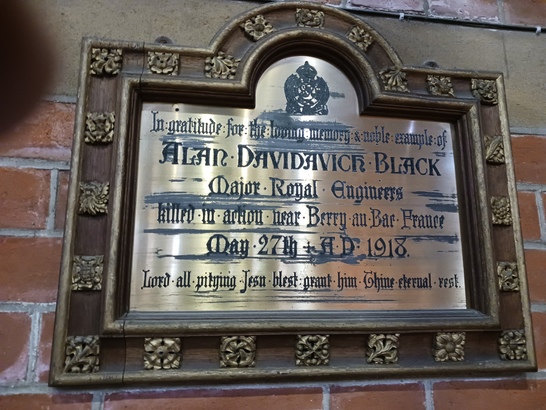 In·gratitude·for·the·loving·memory·&·noble·example·of
ALAN·DAVIDAVICH·BLACK
Major·Royal·Engineers
killed·in·action·near·Berry·au·Bac·France
May·27th·+·A·D·1918.
Lord·all·pitying·Jesu·blest·grant·him·Thine·eternal·rest.